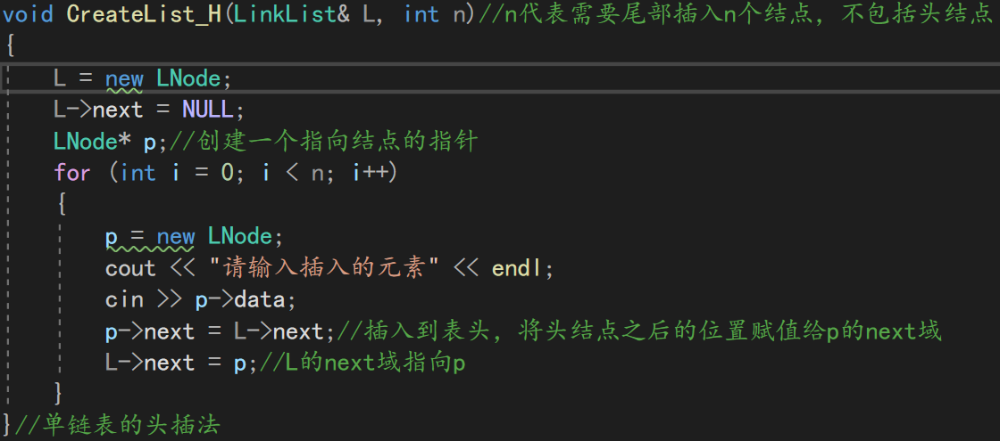 void CreateList_H(LinkList& L, int n)//n代表需要尾部插入n个结点，不包括头结点
{
L = new LNode;
L->next = NULL;
LNode* p;//创建一个指向结点的指针
for (int i = 0; i < n; i++)
{
p = new LNode;
cout << "请输入插入的元素" << endl;
cin >> p->data;
p->next = L->next;//插入到表头，将头结点之后的位置赋值给p的next域
L->next = p;//L的next域指向p
}
}//单链表的头插法